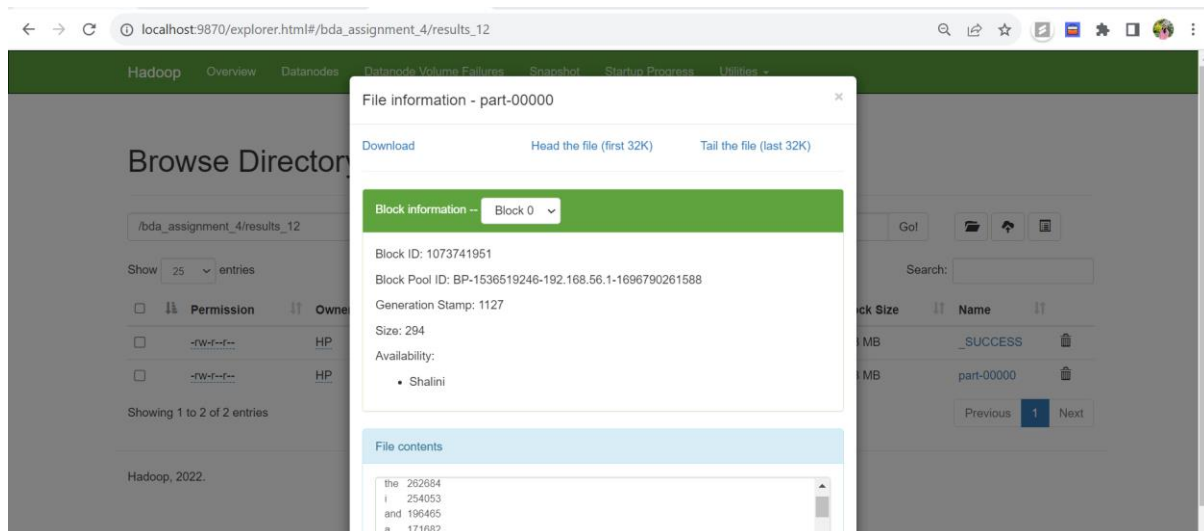 localhost:9870/explorer.html#/bda_assignment_4/results_12
Hadoop Overview Datanodes Datanode Volume Failures Snapshot Startup Progress Utilities
File information - part-00000 ×
Download Head the file (first 32K) Tail the file (last 32K)
Browse Directory
Block information -- Block 0
/bda_assignment_4/results_12 Go!
Block ID: 1073741951
Block Pool ID: BP-1536519246-192.168.56.1-1696790261588
Show 25 entries Search:
Generation Stamp: 1127
Permission Owne ck Size Name
Size: 294
-rw-r--r-- HP MB _SUCCESS
Availability:
-rw-r--r-- HP MB part-00000
• Shalini
Showing 1 to 2 of 2 entries Previous 1 Next
File contents
Hadoop, 2022.
the 262684
i 254053
and 196465
a 171682